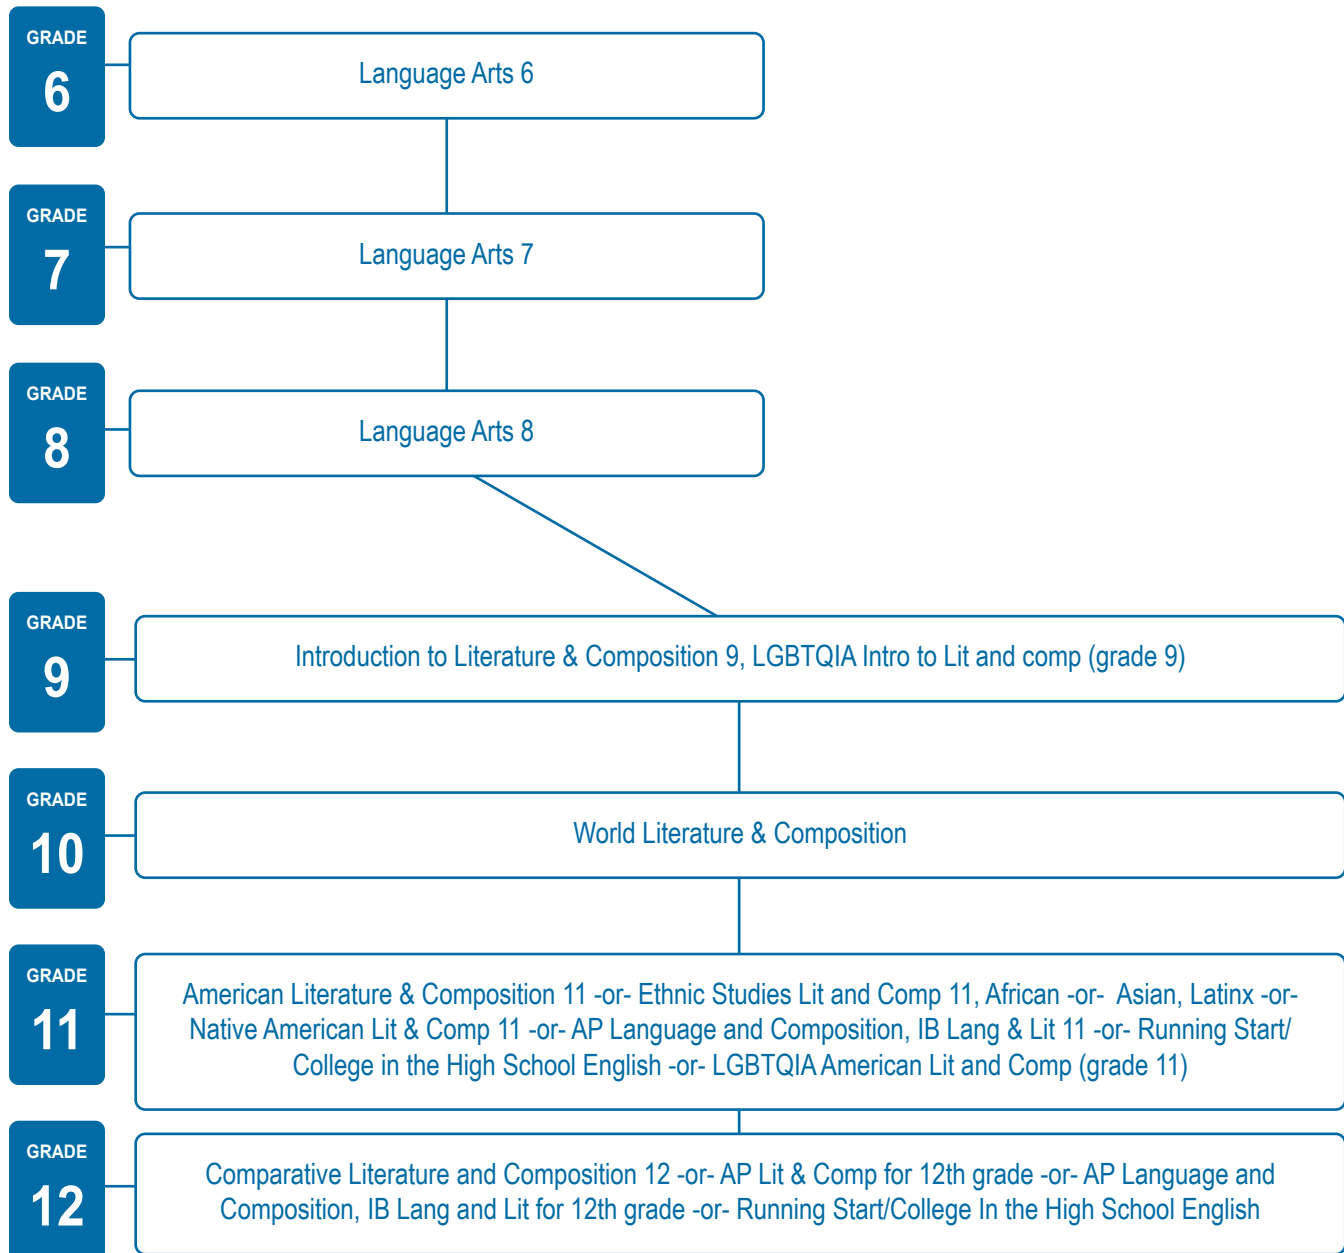 GRADE
6
Language Arts 6
GRADE
7
Language Arts 7
GRADE
8
Language Arts 8
GRADE
9
Introduction to Literature & Composition 9, LGBTQIA Intro to Lit and comp (grade 9)
GRADE
10
World Literature & Composition
GRADE
11
American Literature & Composition 11 -or- Ethnic Studies Lit and Comp 11, African -or- Asian, Latinx -or-
Native American Lit & Comp 11 -or- AP Language and Composition, IB Lang & Lit 11 -or- Running Start/
College in the High School English -or- LGBTQIA American Lit and Comp (grade 11)
GRADE
12
Comparative Literature and Composition 12 -or- AP Lit & Comp for 12th grade -or- AP Language and
Composition, IB Lang and Lit for 12th grade -or- Running Start/College In the High School English